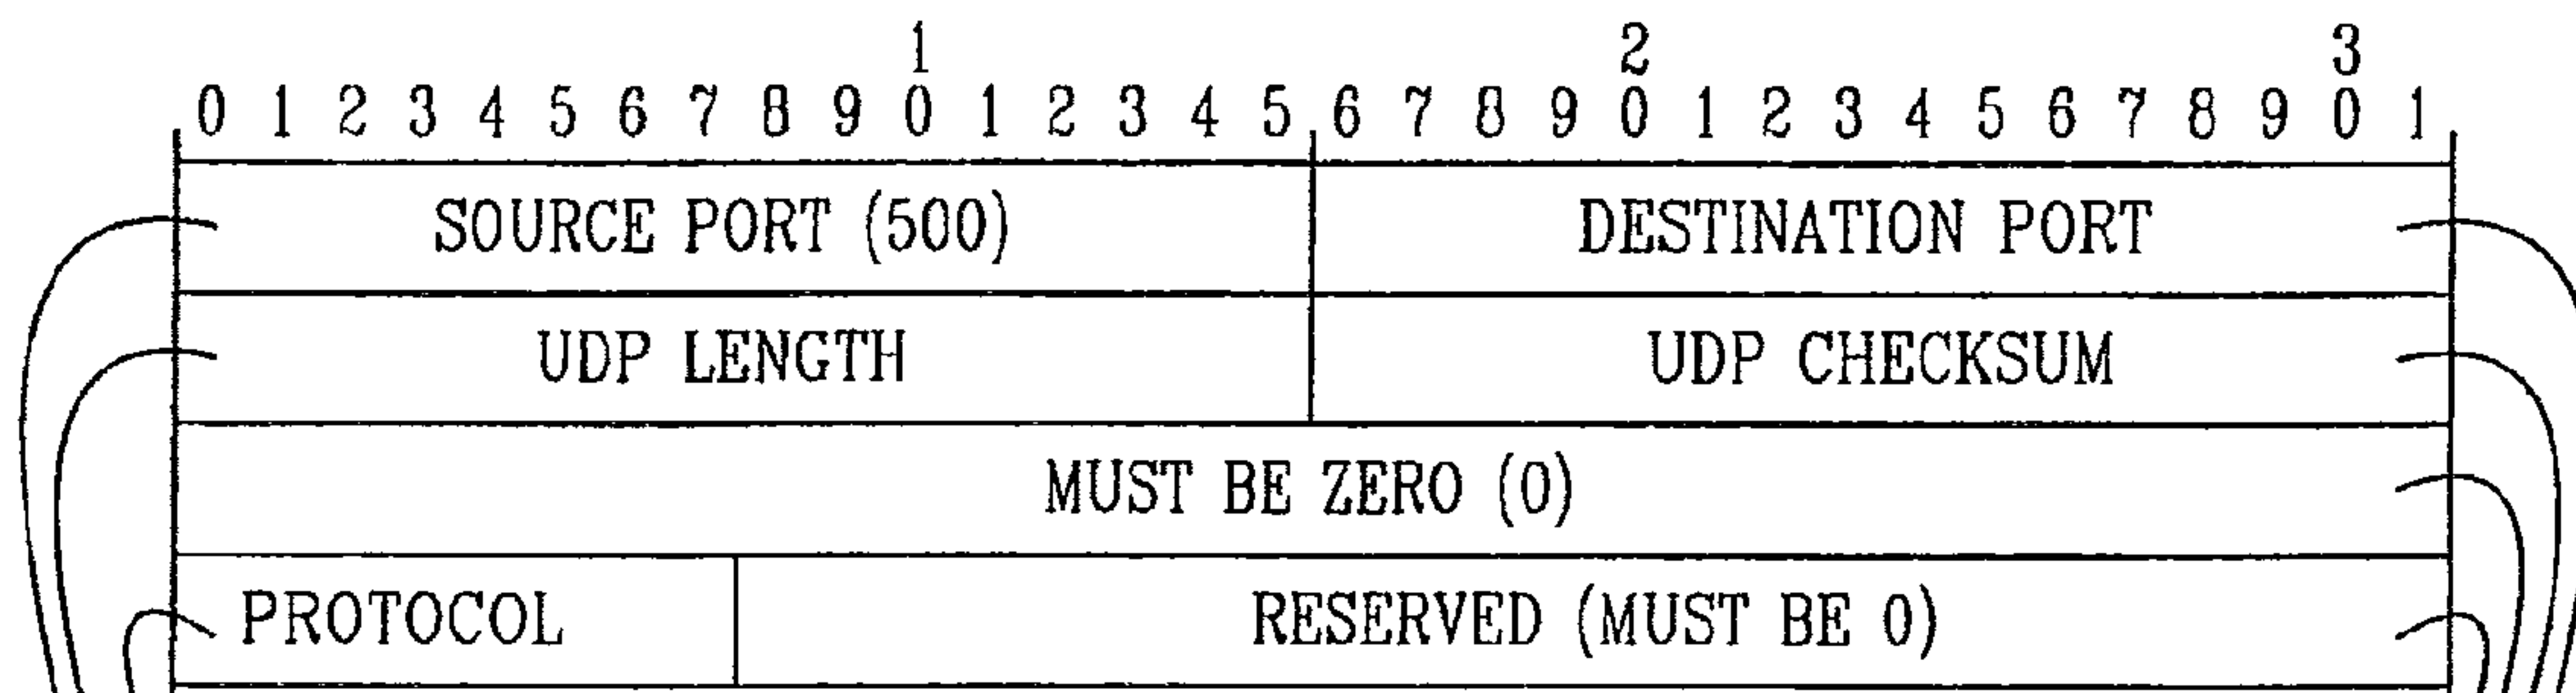 1 2 3
0 1 2 3 4 5 6 7 8 9 0 1 2 3 4 5 6 7 8 9 0 1 2 3 4 5 6 7 8 9 0 1
SOURCE PORT (500) DESTINATION PORT
UDP LENGTH UDP CHECKSUM
MUST BE ZERO (0)
PROTOCOL RESERVED (MUST BE 0)